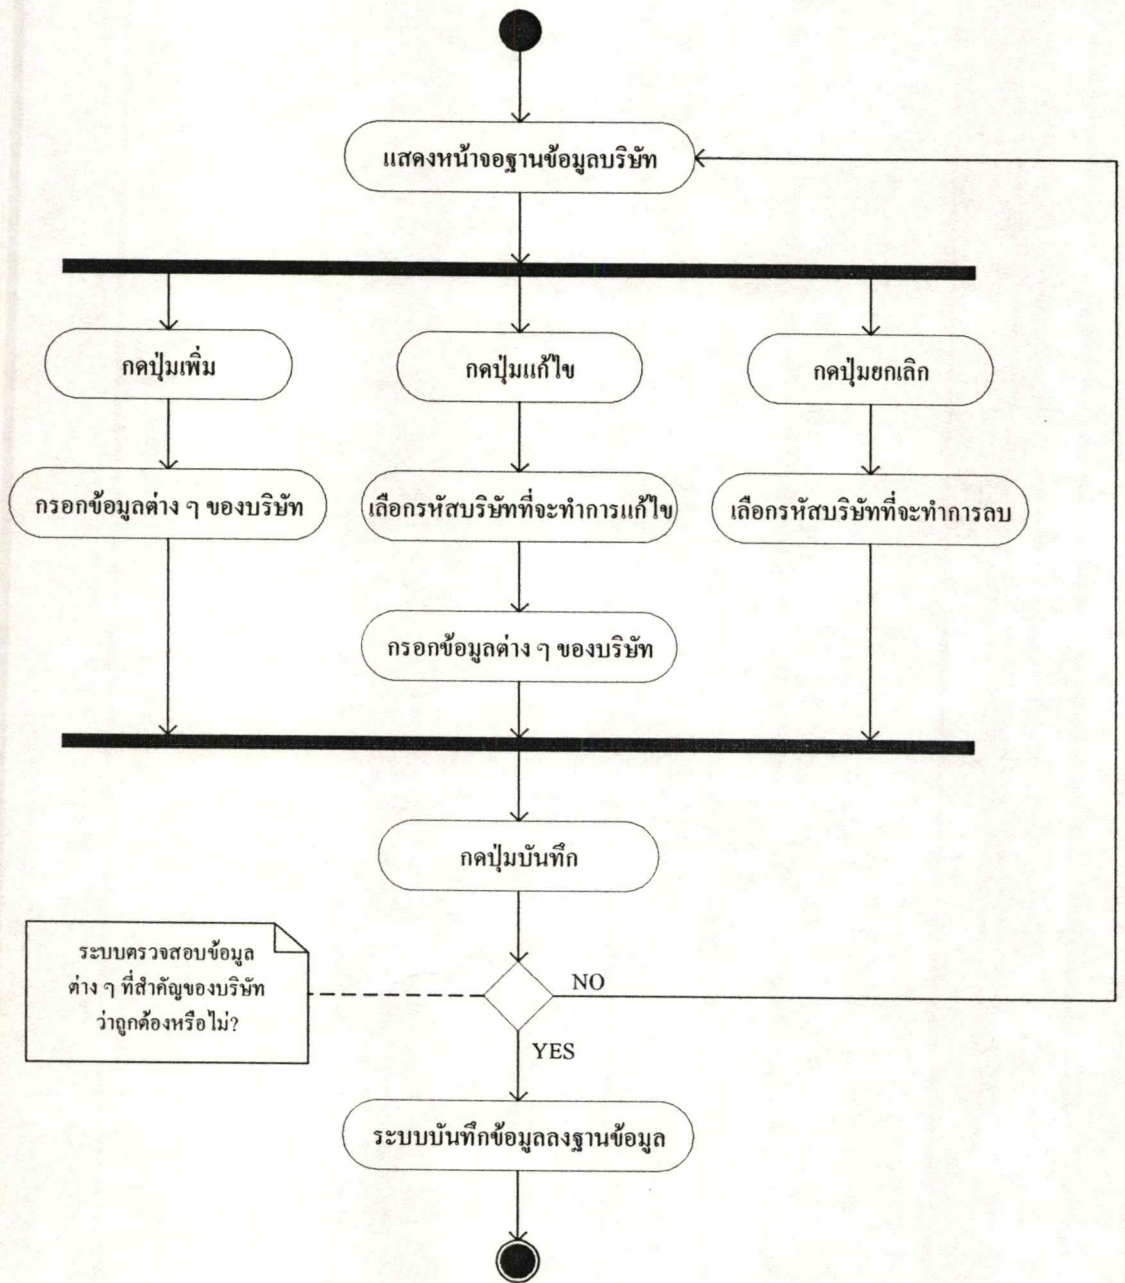 แสดงหน้าจอฐานข้อมูลบริษัท
กดปุ่มเพิ่ม
กดปุ่มแก้ไข
กดปุ่มยกเลิก
กรอกข้อมูลต่าง ๆ ของบริษัท
เลือกรหัสบริษัทที่จะทำการแก้ไข
เลือกรหัสบริษัทที่จะทำการลบ
กรอกข้อมูลต่าง ๆ ของบริษัท
กดปุ่มบันทึก
ระบบตรวจสอบข้อมูล
ต่าง ๆ ที่สำคัญของบริษัท
ว่าถูกต้องหรือไม่?
NO
YES
ระบบบันทึกข้อมูลลงฐานข้อมูล